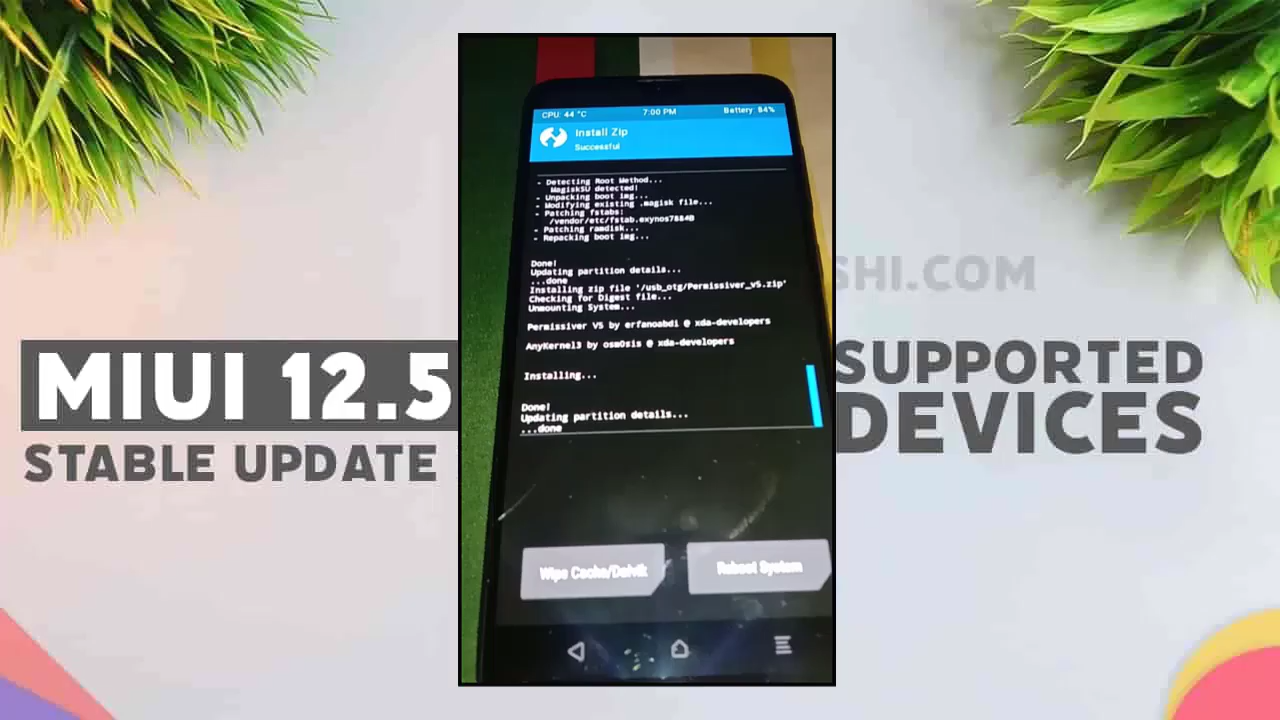 MIUI 12.5
STABLE UPDATE
CPU: 44 °C 7:00 PM Battery: 84%
Install Zip
Successful
- Detecting Root Method...
MagiskSU detected!
- Unpacking boot img...
- Modifying existing .magisk file...
- Patching fstabs:
/vendor/etc/fstab.exynos7884B
- Patching ramdisk...
- Repacking boot img...
Done!
Updating partition details...
...done
Installing zip file '/usb_otg/Permissiver_v5.zip'
Checking for Digest file...
Unmounting System...
Permissiver V5 by erfanoabdi @ xda-developers
AnyKernel3 by osm0sis @ xda-developers
Installing...
Done!
Updating partition details...
...done
Wipe Cache/Dalvik
Reboot System
SHI.COM
SUPPORTED
DEVICES